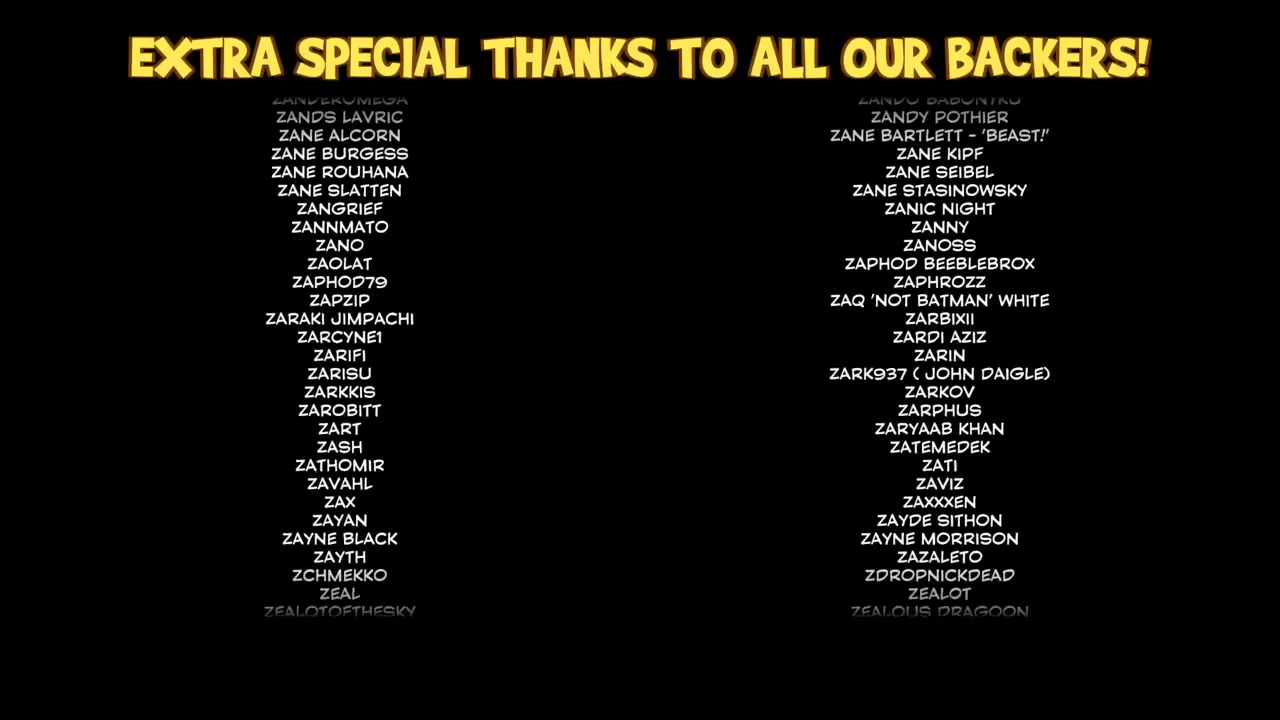 EXTRA SPECIAL THANKS TO ALL OUR BACKERS!
ZANDEROMEGA
ZANDS LAVRIC
ZANE ALCORN
ZANE BURGESS
ZANE ROUHANA
ZANE SLATTEN
ZANGRIEF
ZANNMATO
ZANO
ZAOLAT
ZAPHOD79
ZAPZIP
ZARAKI JIMPACHI
ZARCYNE1
ZARIFI
ZARISU
ZARKKIS
ZAROBITT
ZART
ZASH
ZATHOMIR
ZAVAHL
ZAX
ZAYAN
ZAYNE BLACK
ZAYTH
ZCHMEKKO
ZEAL
ZEALOTOFTHESKY
ZANDO BABONYKU
ZANDY POTHIER
ZANE BARTLETT - 'BEAST!'
ZANE KIPF
ZANE SEIBEL
ZANE STASINOWSKY
ZANIC NIGHT
ZANNY
ZANOSS
ZAPHOD BEEBLEBROX
ZAPHROZZ
ZAQ 'NOT BATMAN' WHITE
ZARBIXII
ZARDI AZIZ
ZARIN
ZARK937 ( JOHN DAIGLE)
ZARKOV
ZARPHUS
ZARYAAB KHAN
ZATEMEDEK
ZATI
ZAVIZ
ZAXXXEN
ZAYDE SITHON
ZAYNE MORRISON
ZAZALETO
ZDROPNICKDEAD
ZEALOT
ZEALOUS DRAGOON